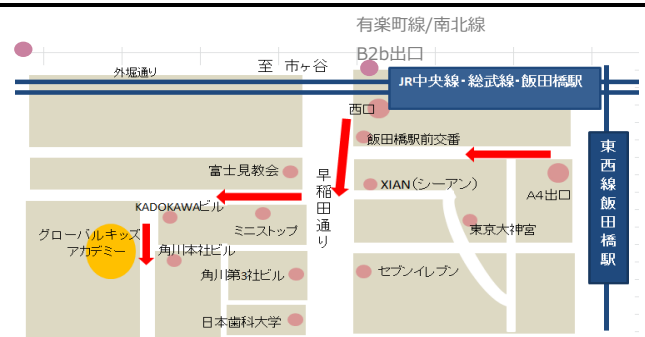 有楽町線/南北線
B2b出口
外堀通り
至 市ヶ谷
JR中央線・総武線・飯田橋駅
西口
飯田橋駅前交番
東西線飯田橋駅
富士見教会
早稲田通り
XIAN(シーアン)
A4出口
KADOKAWAビル
ミニストップ
東京大神宮
グローバルキッズ
アカデミー
角川本社ビル
角川第3社ビル
セブンイレブン
日本歯科大学